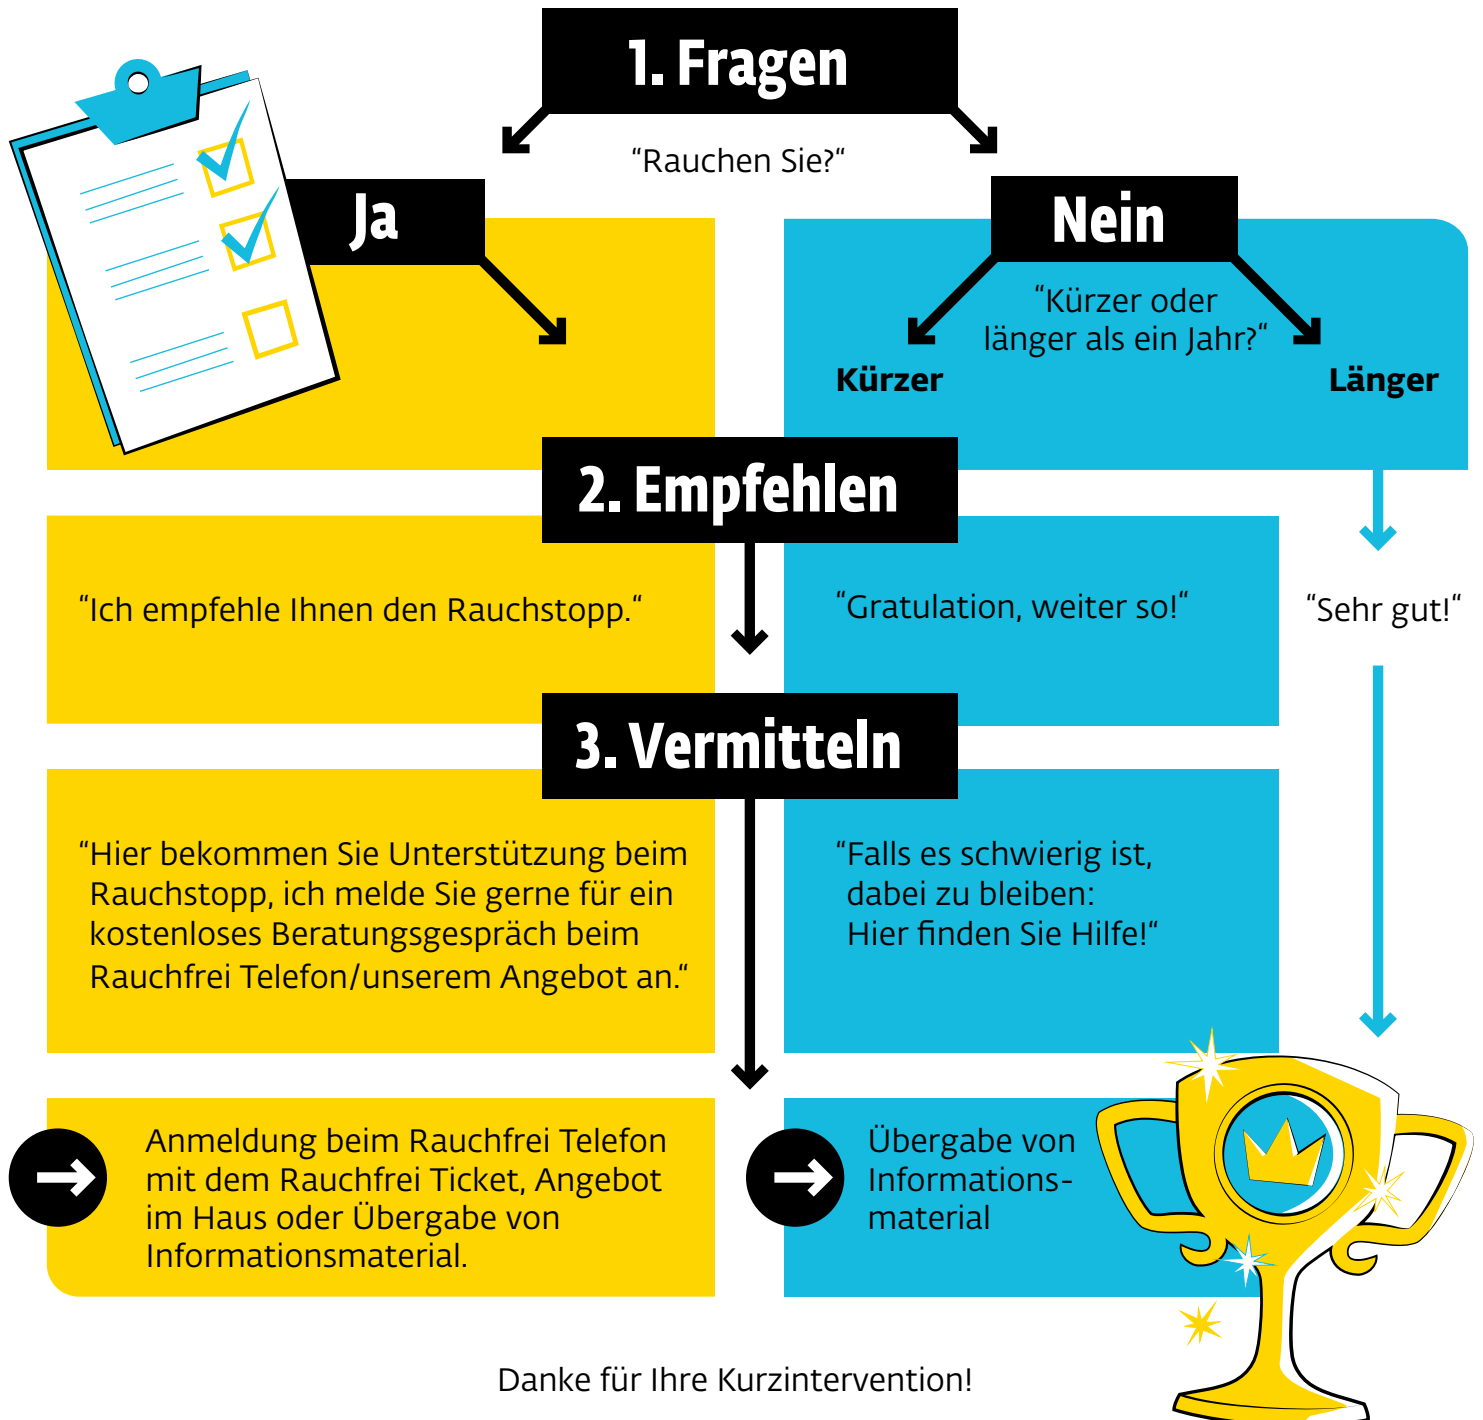 1. Fragen
“Rauchen Sie?“
Ja
Nein
“Kürzer oder
länger als ein Jahr?“
Kürzer
Länger
2. Empfehlen
“Ich empfehle Ihnen den Rauchstopp.“
“Gratulation, weiter so!“
“Sehr gut!“
3. Vermitteln
“Hier bekommen Sie Unterstützung beim
Rauchstopp, ich melde Sie gerne für ein
kostenloses Beratungsgespräch beim
Rauchfrei Telefon/unserem Angebot an.“
“Falls es schwierig ist,
dabei zu bleiben:
Hier finden Sie Hilfe!“
Anmeldung beim Rauchfrei Telefon
mit dem Rauchfrei Ticket, Angebot
im Haus oder Übergabe von
Informationsmaterial.
Übergabe von
Informations-
material
Danke für Ihre Kurzintervention!